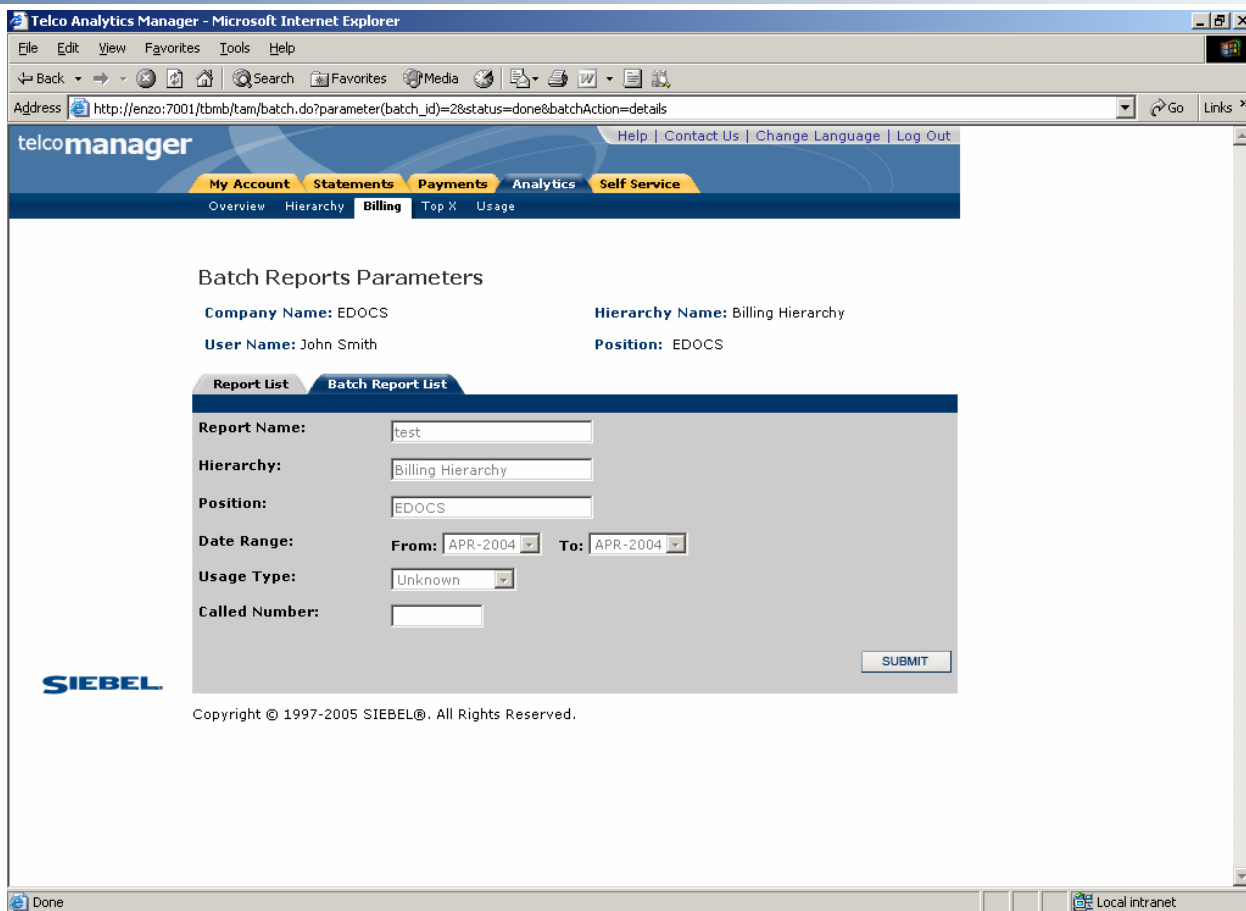 Telco Analytics Manager - Microsoft Internet Explorer
File Edit View Favorites Tools Help
Back Search Favorites Media
Address http://enzo:7001/tbmb/tam/batch.do?parameter(batch_id)=2&status=done&batchAction=details Go Links »
telcomanager Help | Contact Us | Change Language | Log Out
My Account Statements Payments Analytics Self Service
Overview Hierarchy Billing Top X Usage
Batch Reports Parameters
Company Name: EDOCS Hierarchy Name: Billing Hierarchy
User Name: John Smith Position: EDOCS
Report List Batch Report List
Report Name: test
Hierarchy: Billing Hierarchy
Position: EDOCS
Date Range: From: APR-2004 To: APR-2004
Usage Type: Unknown
Called Number:
SUBMIT
SIEBEL.
Copyright © 1997-2005 SIEBEL®. All Rights Reserved.
Done Local intranet